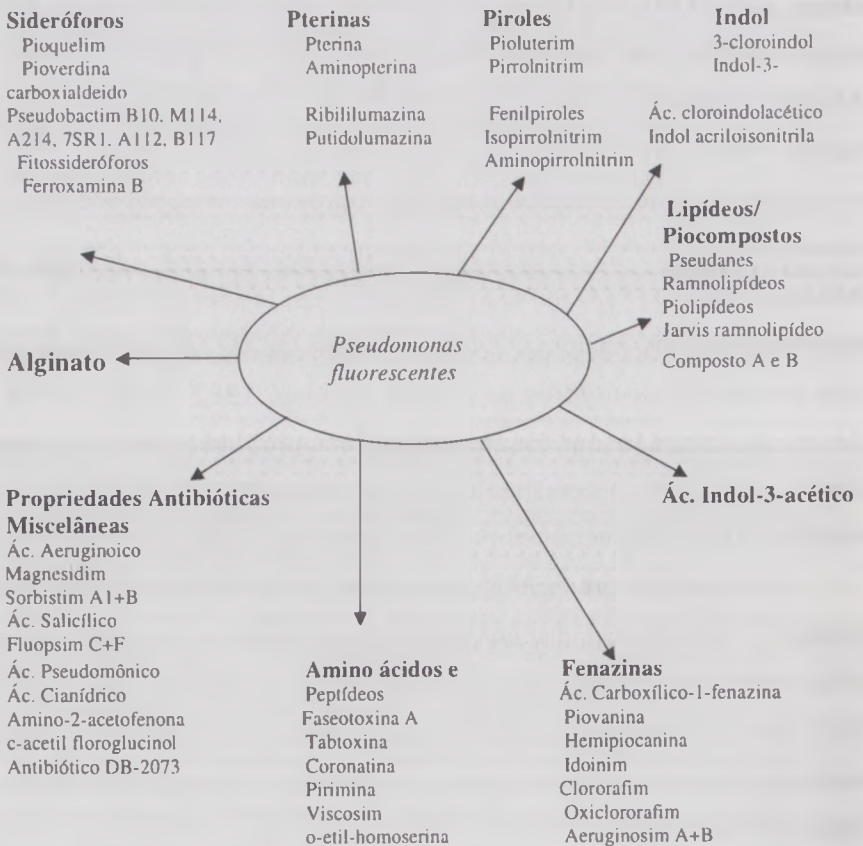 Sideróforos
Pioquelim
Pioverdina
carboxialdeido
Pseudobactim B10. M114,
A214, 7SR1. A112, B117
Fitossideróforos
Ferroxamina B
Pterinas
Pterina
Aminopterina
Ribililumazina
Putidolumazina
Piroles
Pioluterim
Pirrolnitrim
Fenilpiroles
Isopirrolnitrim
Aminopirrolnitrim
Indol
3-cloroindol
Indol-3-
Ác. cloroindolacético
Indol acriloisonitrila
Lipídeos/
Piocompostos
Pseudanes
Ramnolipídeos
Piolipídeos
Jarvis ramnolipídeo
Composto A e B
Alginato
Pseudomonas
fluorescentes
Ác. Indol-3-acético
Propriedades Antibióticas
Miscelâneas
Ác. Aeruginoico
Magnesidim
Sorbistim A1+B
Ác. Salicílico
Fluopsim C+F
Ác. Pseudomônico
Ác. Cianídrico
Amino-2-acetofenona
c-acetil floroglucinol
Antibiótico DB-2073
Amino ácidos e
Peptídeos
Faseotoxina A
Tabtoxina
Coronatina
Pirimina
Viscosim
o-etil-homoserina
Fenazinas
Ác. Carboxílico-1-fenazina
Piovanina
Hemipiocanina
Idoinim
Clororafim
Oxiclororafim
Aeruginosim A+B